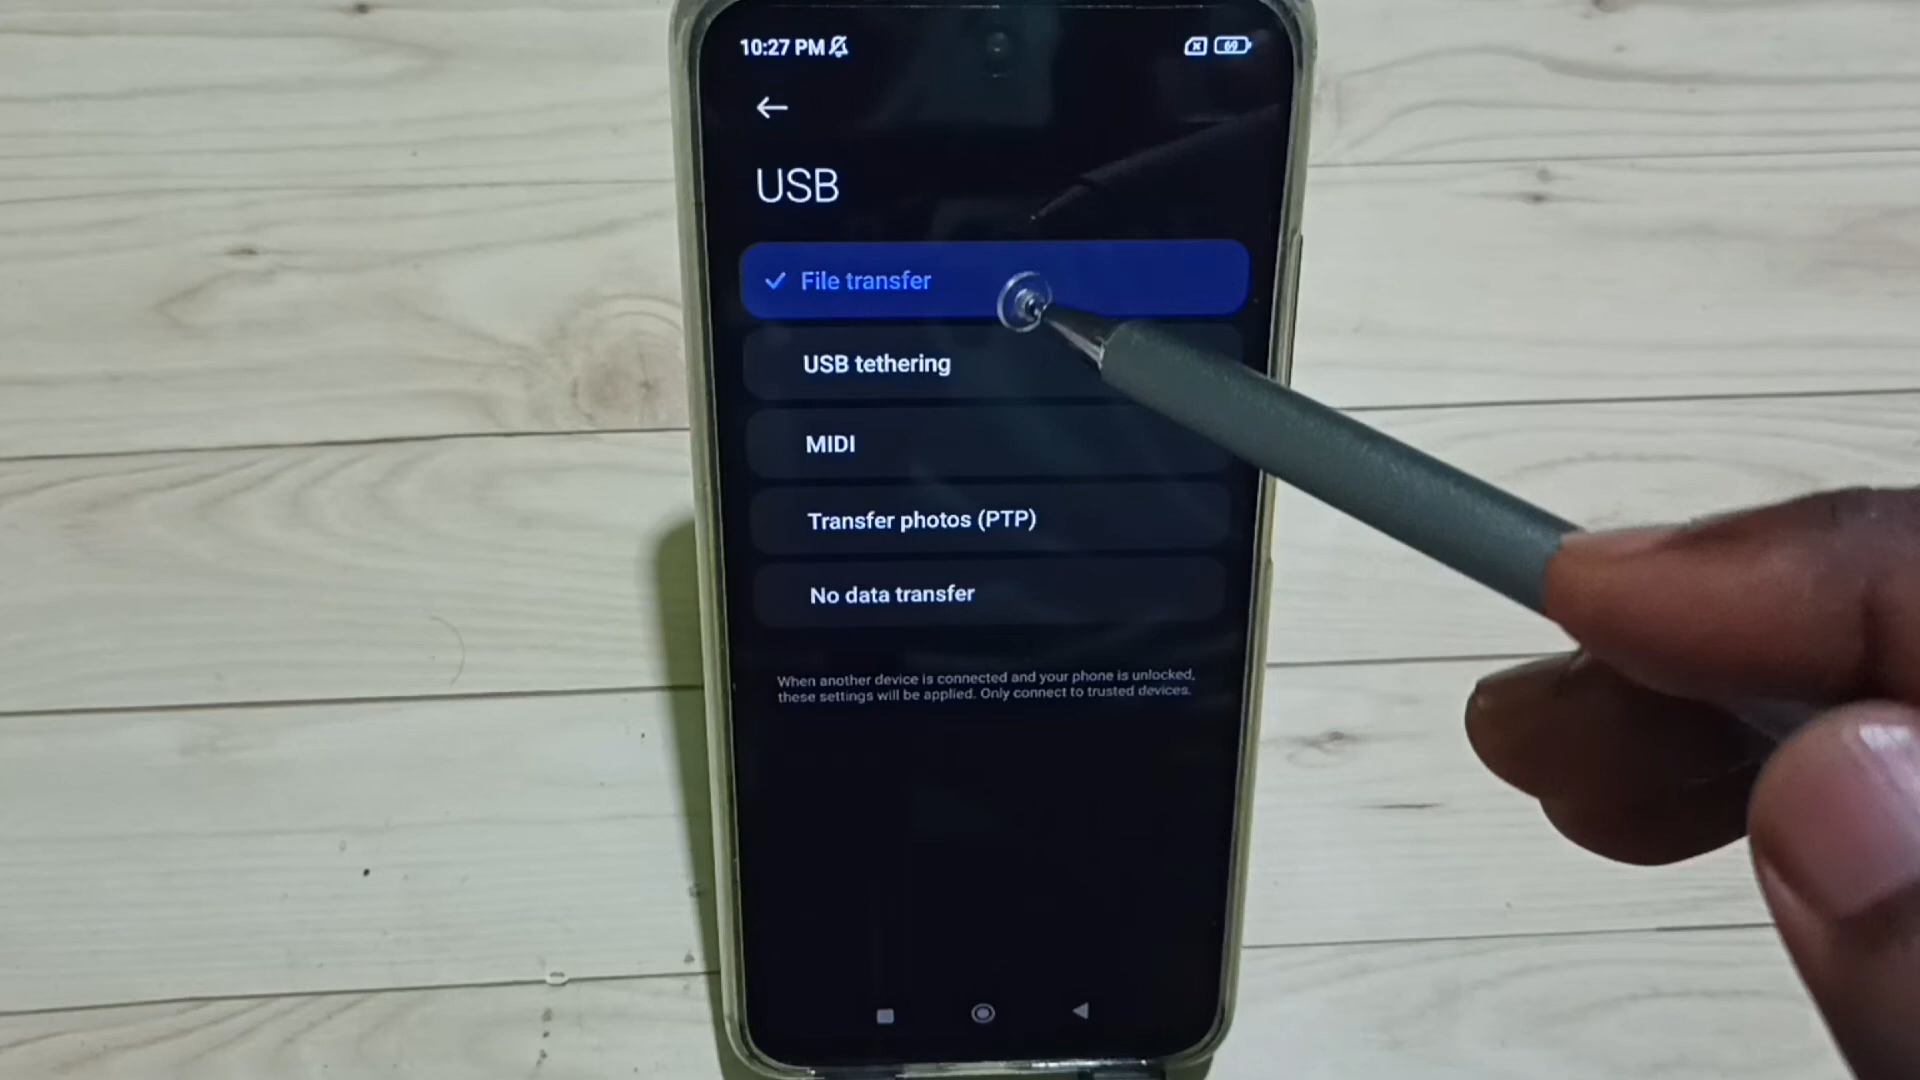 10:27 PM
69
USB
File transfer
USB tethering
MIDI
Transfer photos (PTP)
No data transfer
When another device is connected and your phone is unlocked,
these settings will be applied. Only connect to trusted devices.